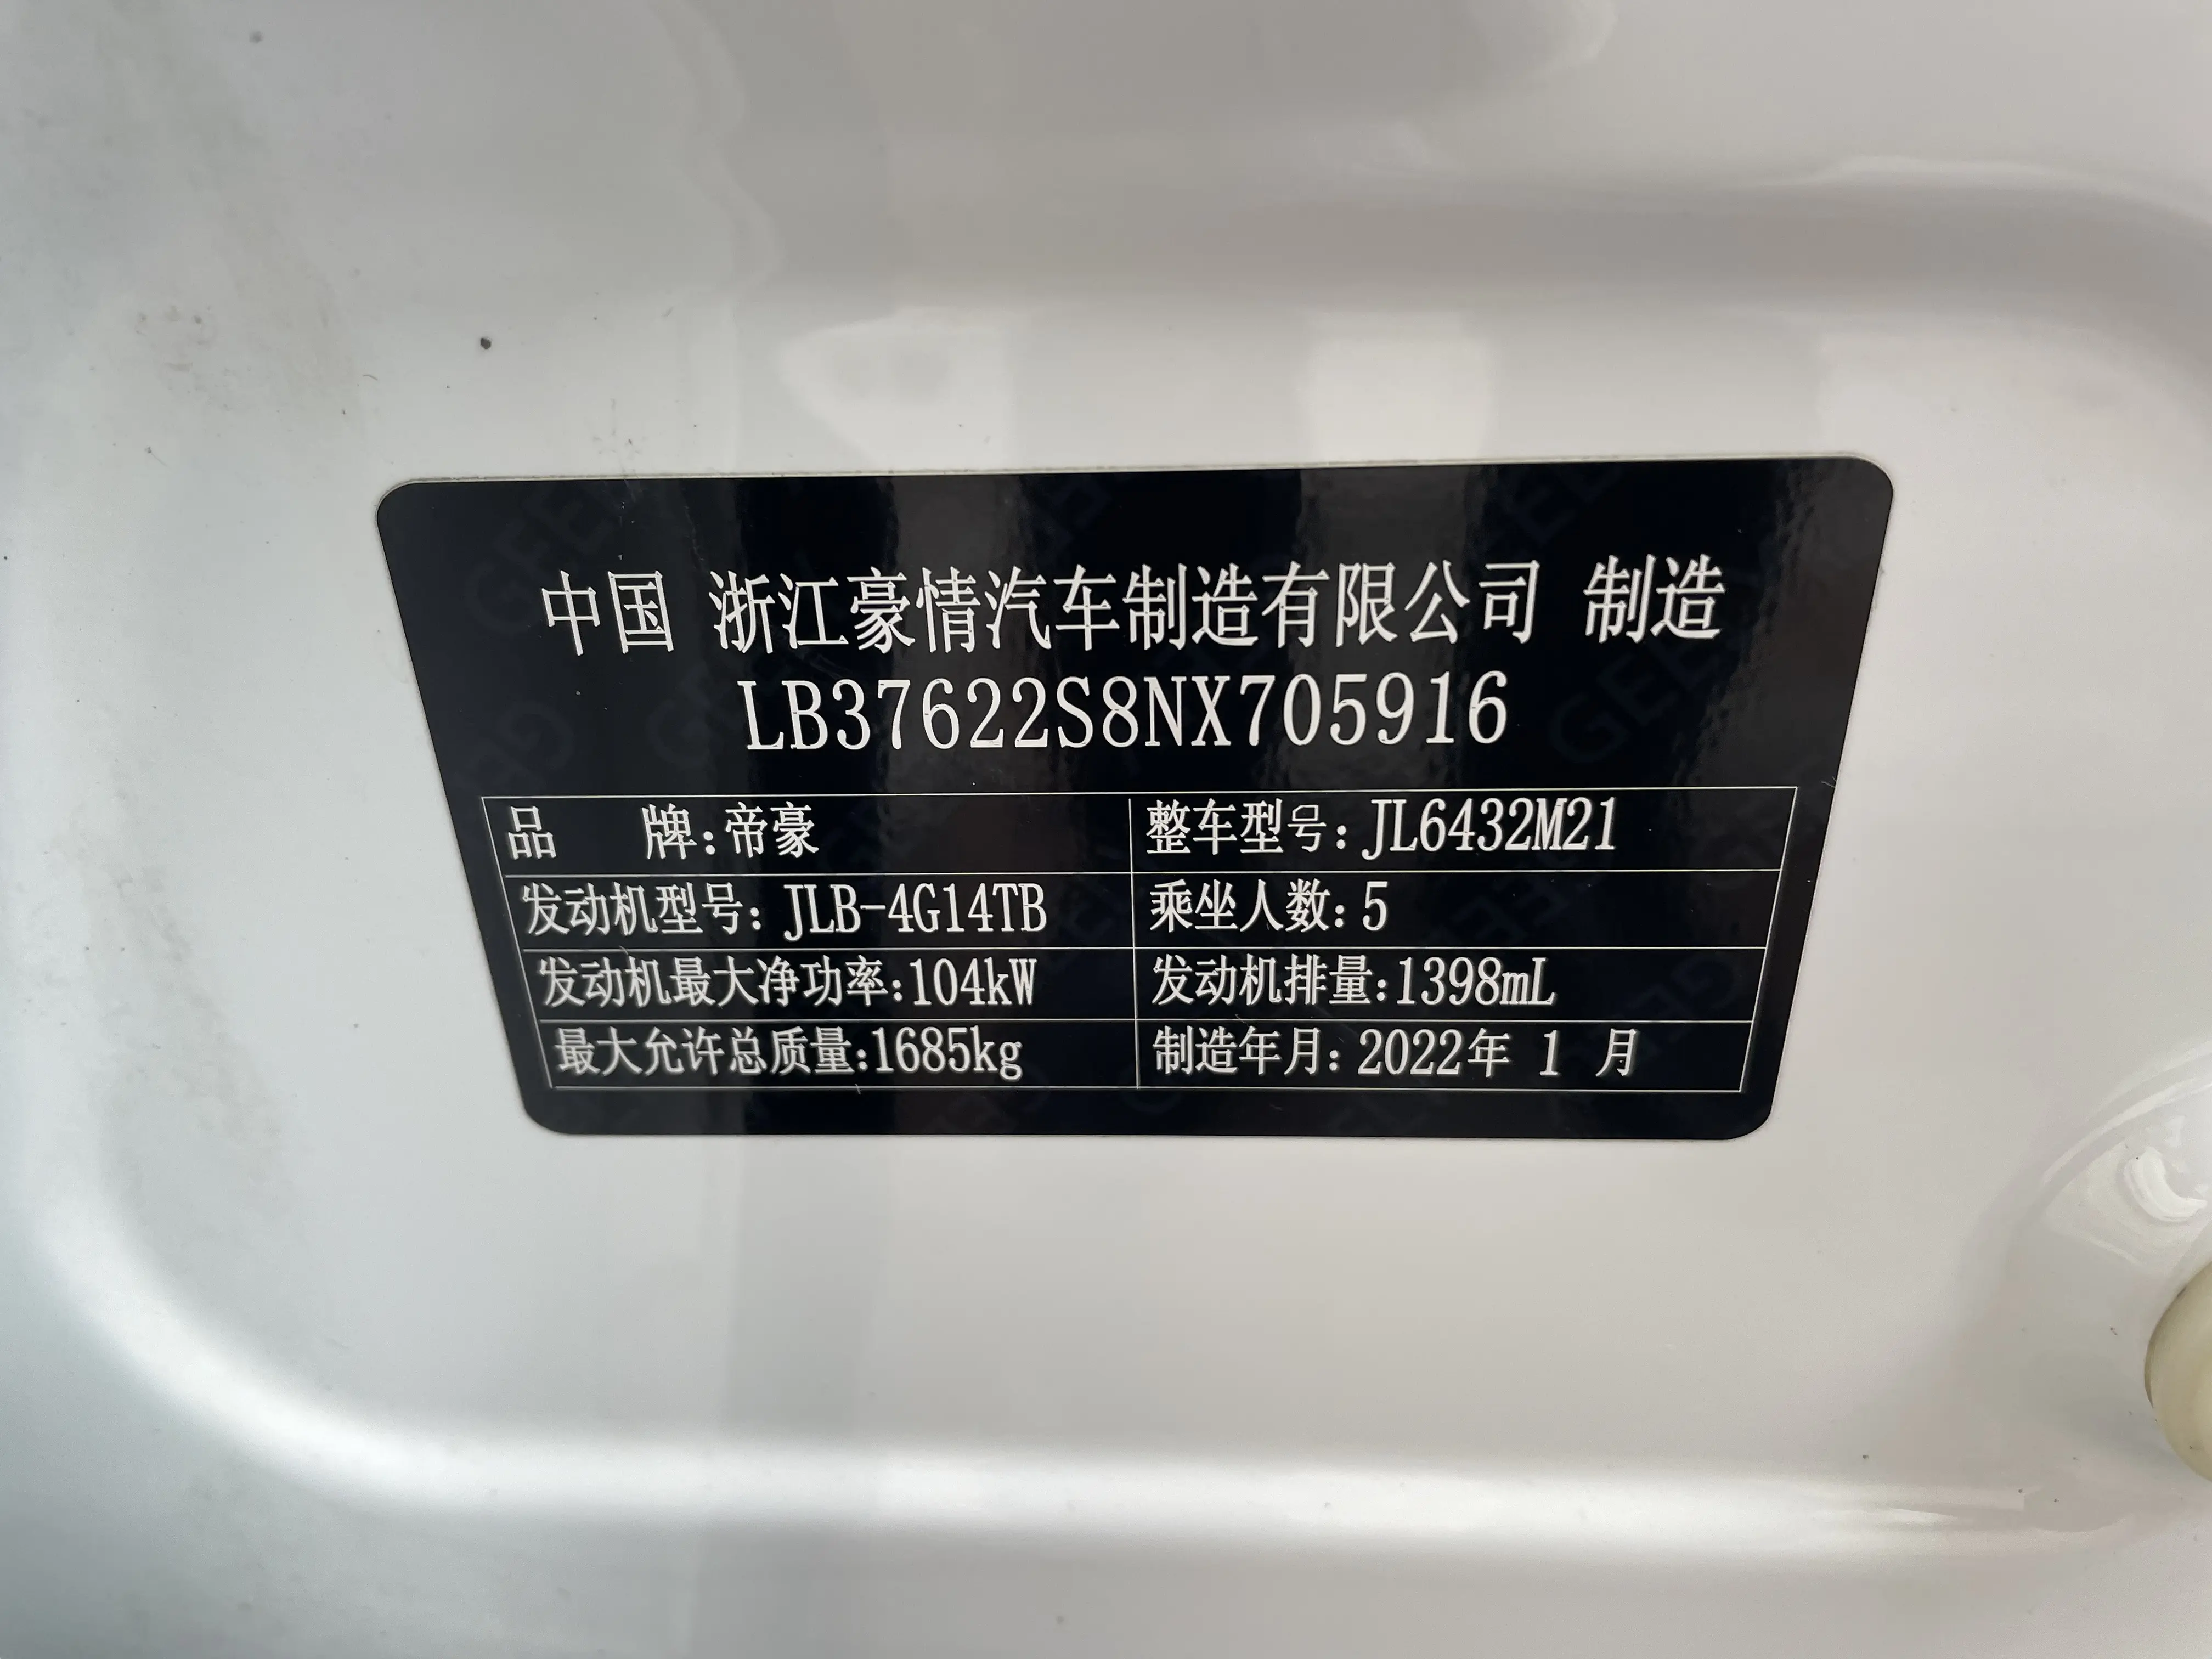 中国 浙江豪情汽车制造有限公司 制造
LB37622S8NX705916
品 牌:帝豪 整车型号:JL6432M21
发动机型号:JLB-4G14TB 乘坐人数:5
发动机最大净功率:104kW 发动机排量:1398mL
最大允许总质量:1685kg 制造年月:2022年 1 月